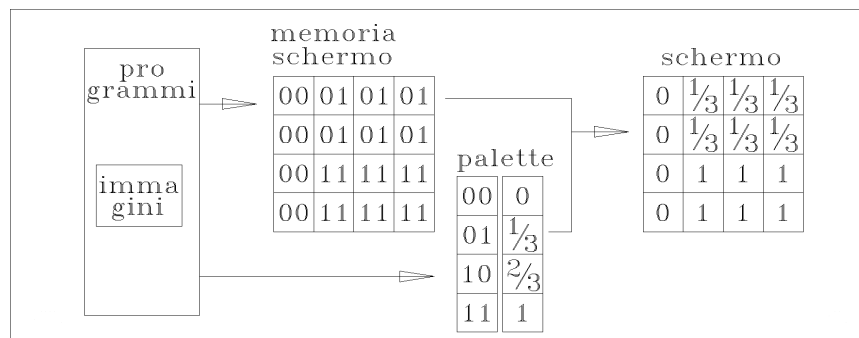 pro
grammi
imma
gini
memoria
schermo
00 01 01 01
00 01 01 01
00 11 11 11
00 11 11 11
palette
00 0
01 1/3
10 2/3
11 1
schermo
0 1/3 1/3 1/3
0 1/3 1/3 1/3
0 1 1 1
0 1 1 1